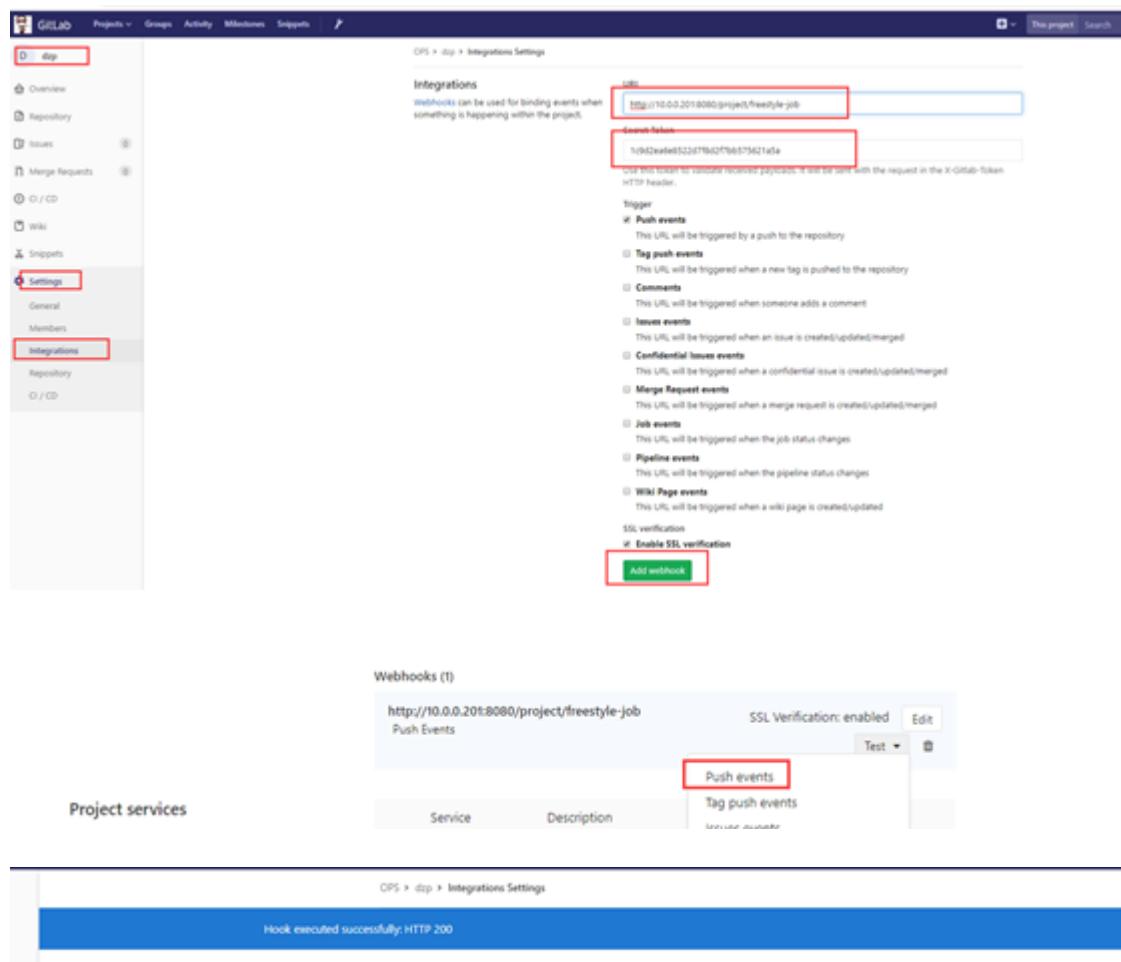 GitLab Projects Groups Activity Milestones Snippets This project Search
D dzp
Overview
Repository
Issues 0
Merge Requests 0
CI / CD
Wiki
Snippets
Settings
General
Members
Integrations
Repository
CI / CD
OPS > dzp > Integrations Settings
Integrations
Webhooks can be used for binding events when
something is happening within the project.
URL
http://10.0.0.201:8080/project/freestyle-job
Secret Token
Use this token to validate received payloads. It will be sent with the request in the X-Gitlab-Token
HTTP header.
Trigger
Push events
This URL will be triggered by a push to the repository
Tag push events
This URL will be triggered when a new tag is pushed to the repository
Comments
This URL will be triggered when someone adds a comment
Issues events
This URL will be triggered when an issue is created/updated/merged
Confidential Issues events
This URL will be triggered when a confidential issue is created/updated/merged
Merge Request events
This URL will be triggered when a merge request is created/updated/merged
Job events
This URL will be triggered when the job status changes
Pipeline events
This URL will be triggered when the pipeline status changes
Wiki Page events
This URL will be triggered when a wiki page is created/updated
SSL verification
Enable SSL verification
Add webhook
Webhooks (1)
http://10.0.0.201:8080/project/freestyle-job
Push Events
SSL Verification: enabled Edit
Test
Push events
Tag push events
Issues events
Project services
Service Description
OPS > dzp > Integrations Settings
Hook executed successfully: HTTP 200